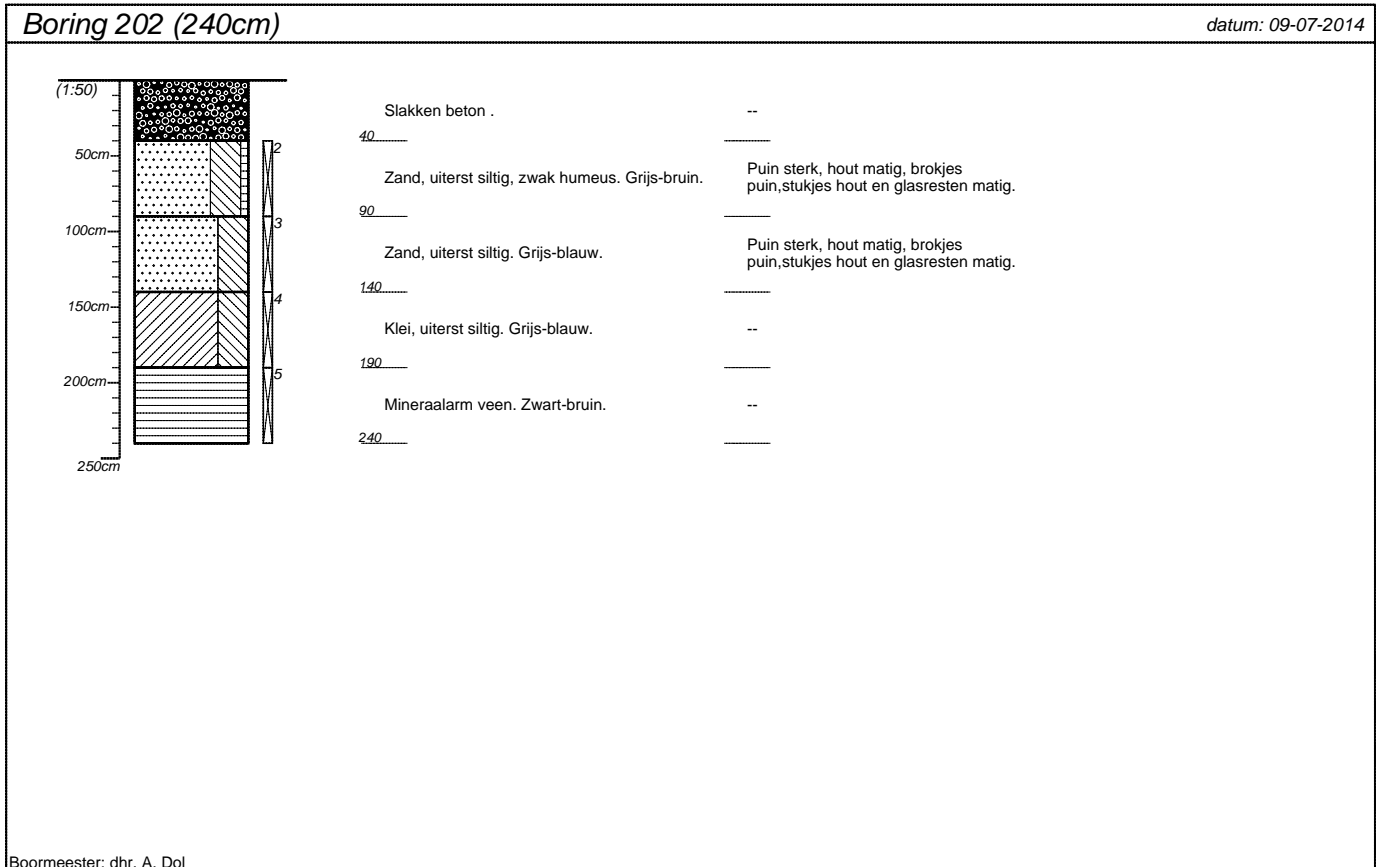 Boring 202 (240cm)
datum: 09-07-2014
(1:50)
Slakken beton .
--
40
2
50cm
Zand, uiterst siltig, zwak humeus. Grijs-bruin.
Puin sterk, hout matig, brokjes
puin,stukjes hout en glasresten matig.
90
3
100cm
Zand, uiterst siltig. Grijs-blauw.
Puin sterk, hout matig, brokjes
puin,stukjes hout en glasresten matig.
140
4
150cm
Klei, uiterst siltig. Grijs-blauw.
--
190
5
200cm
Mineraalarm veen. Zwart-bruin.
--
240
250cm
Boormeester: dhr. A. Dol